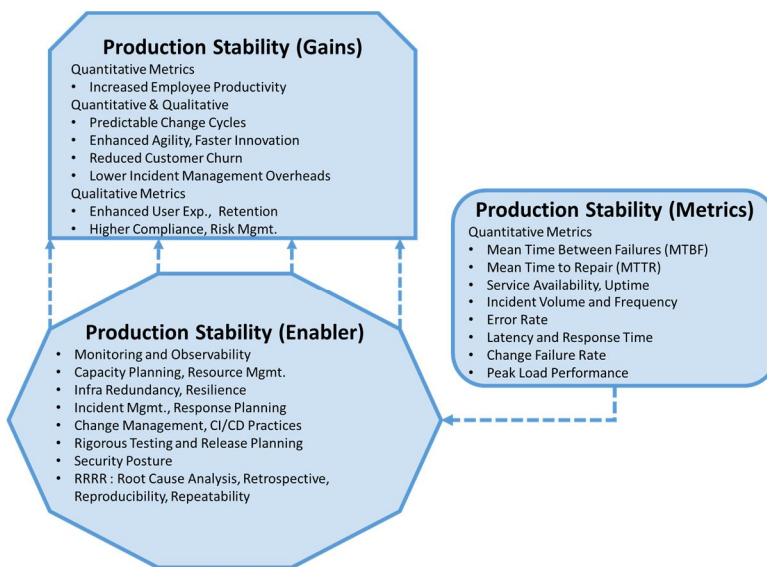 Production Stability (Gains)
Quantitative Metrics
• Increased Employee Productivity
Quantitative & Qualitative
• Predictable Change Cycles
• Enhanced Agility, Faster Innovation
• Reduced Customer Churn
• Lower Incident Management Overheads
Qualitative Metrics
• Enhanced User Exp., Retention
• Higher Compliance, Risk Mgmt.
Production Stability (Metrics)
Quantitative Metrics
• Mean Time Between Failures (MTBF)
• Mean Time to Repair (MTTR)
• Service Availability, Uptime
• Incident Volume and Frequency
• Error Rate
• Latency and Response Time
• Change Failure Rate
• Peak Load Performance
Production Stability (Enabler)
• Monitoring and Observability
• Capacity Planning, Resource Mgmt.
• Infra Redundancy, Resilience
• Incident Mgmt., Response Planning
• Change Management, CI/CD Practices
• Rigorous Testing and Release Planning
• Security Posture
• RRRR : Root Cause Analysis, Retrospective,
Reproducibility, Repeatability